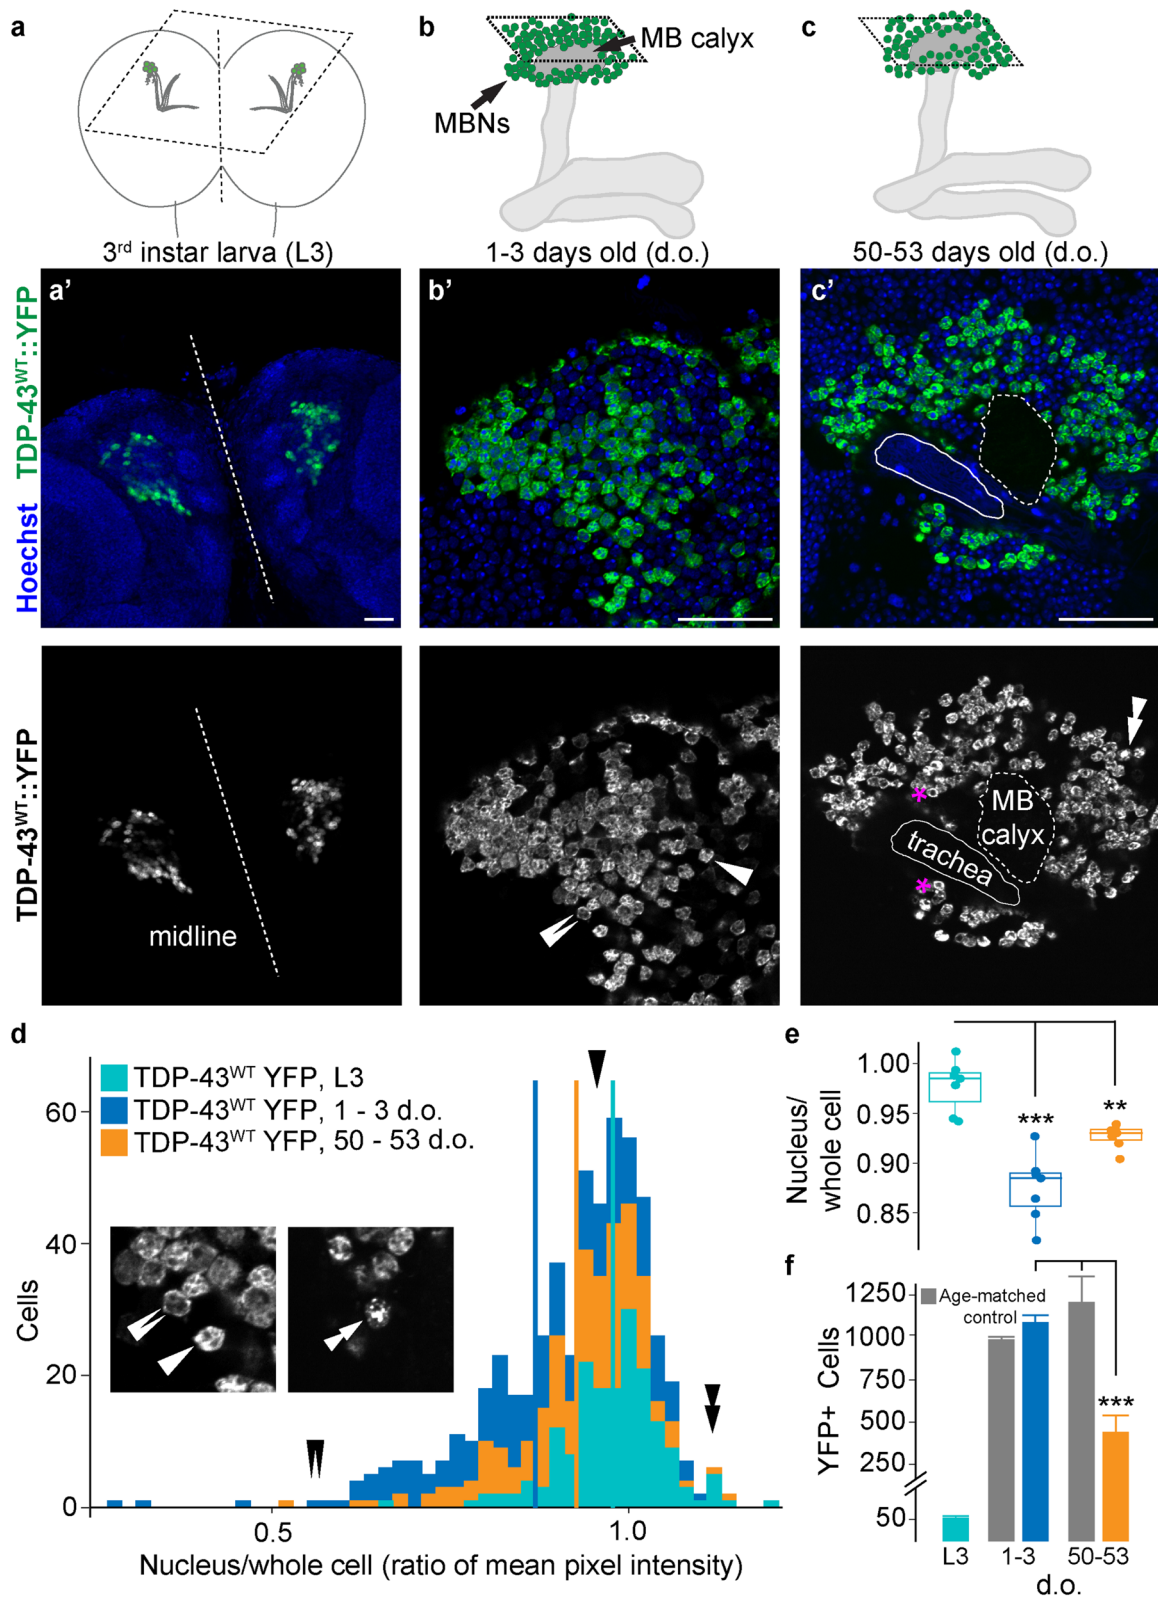 a
b
c
MB calyx
MBNs
3rd instar larva (L3)
1-3 days old (d.o.)
50-53 days old (d.o.)
Hoechst TDP-43WT::YFP
a’
b’
c’
TDP-43WT::YFP
midline
MB
calyx
trachea
*
*
d
TDP-43WT YFP, L3
TDP-43WT YFP, 1 - 3 d.o.
TDP-43WT YFP, 50 - 53 d.o.
Cells
60
40
20
0
0.5
1.0
Nucleus/whole cell (ratio of mean pixel intensity)
e
Nucleus/
whole cell
1.00
0.95
0.90
0.85
***
**
f
YFP+ Cells
1250
1000
750
500
250
50
Age-matched
control
***
L3
1-3
50-53
d.o.